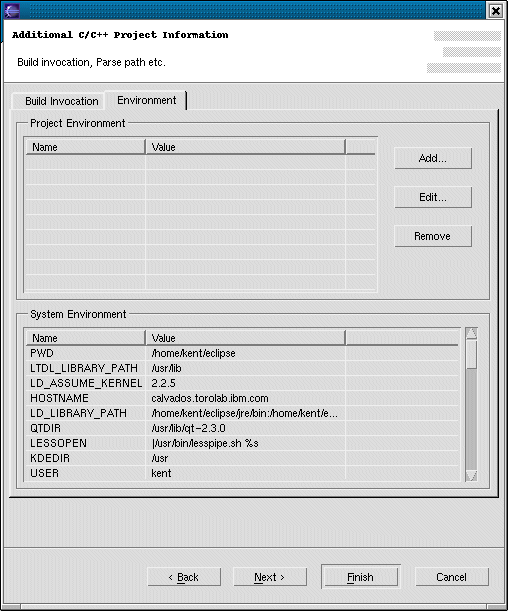 Additional C/C++ Project Information
Build invocation, Parse path etc.
Build Invocation Environment
Project Environment
Name Value
Add...
Edit...
Remove
System Environment
Name Value
PWD /home/kent/eclipse
LTDL_LIBRARY_PATH /usr/lib
LD_ASSUME_KERNEL 2.2.5
HOSTNAME calvados.torolab.ibm.com
LD_LIBRARY_PATH /home/kent/eclipse/jre/bin:/home/kent/e...
QTDIR /usr/lib/qt-2.3.0
LESSOPEN |/usr/bin/lesspipe.sh %s
KDEDIR /usr
USER kent
< Back Next > Finish Cancel